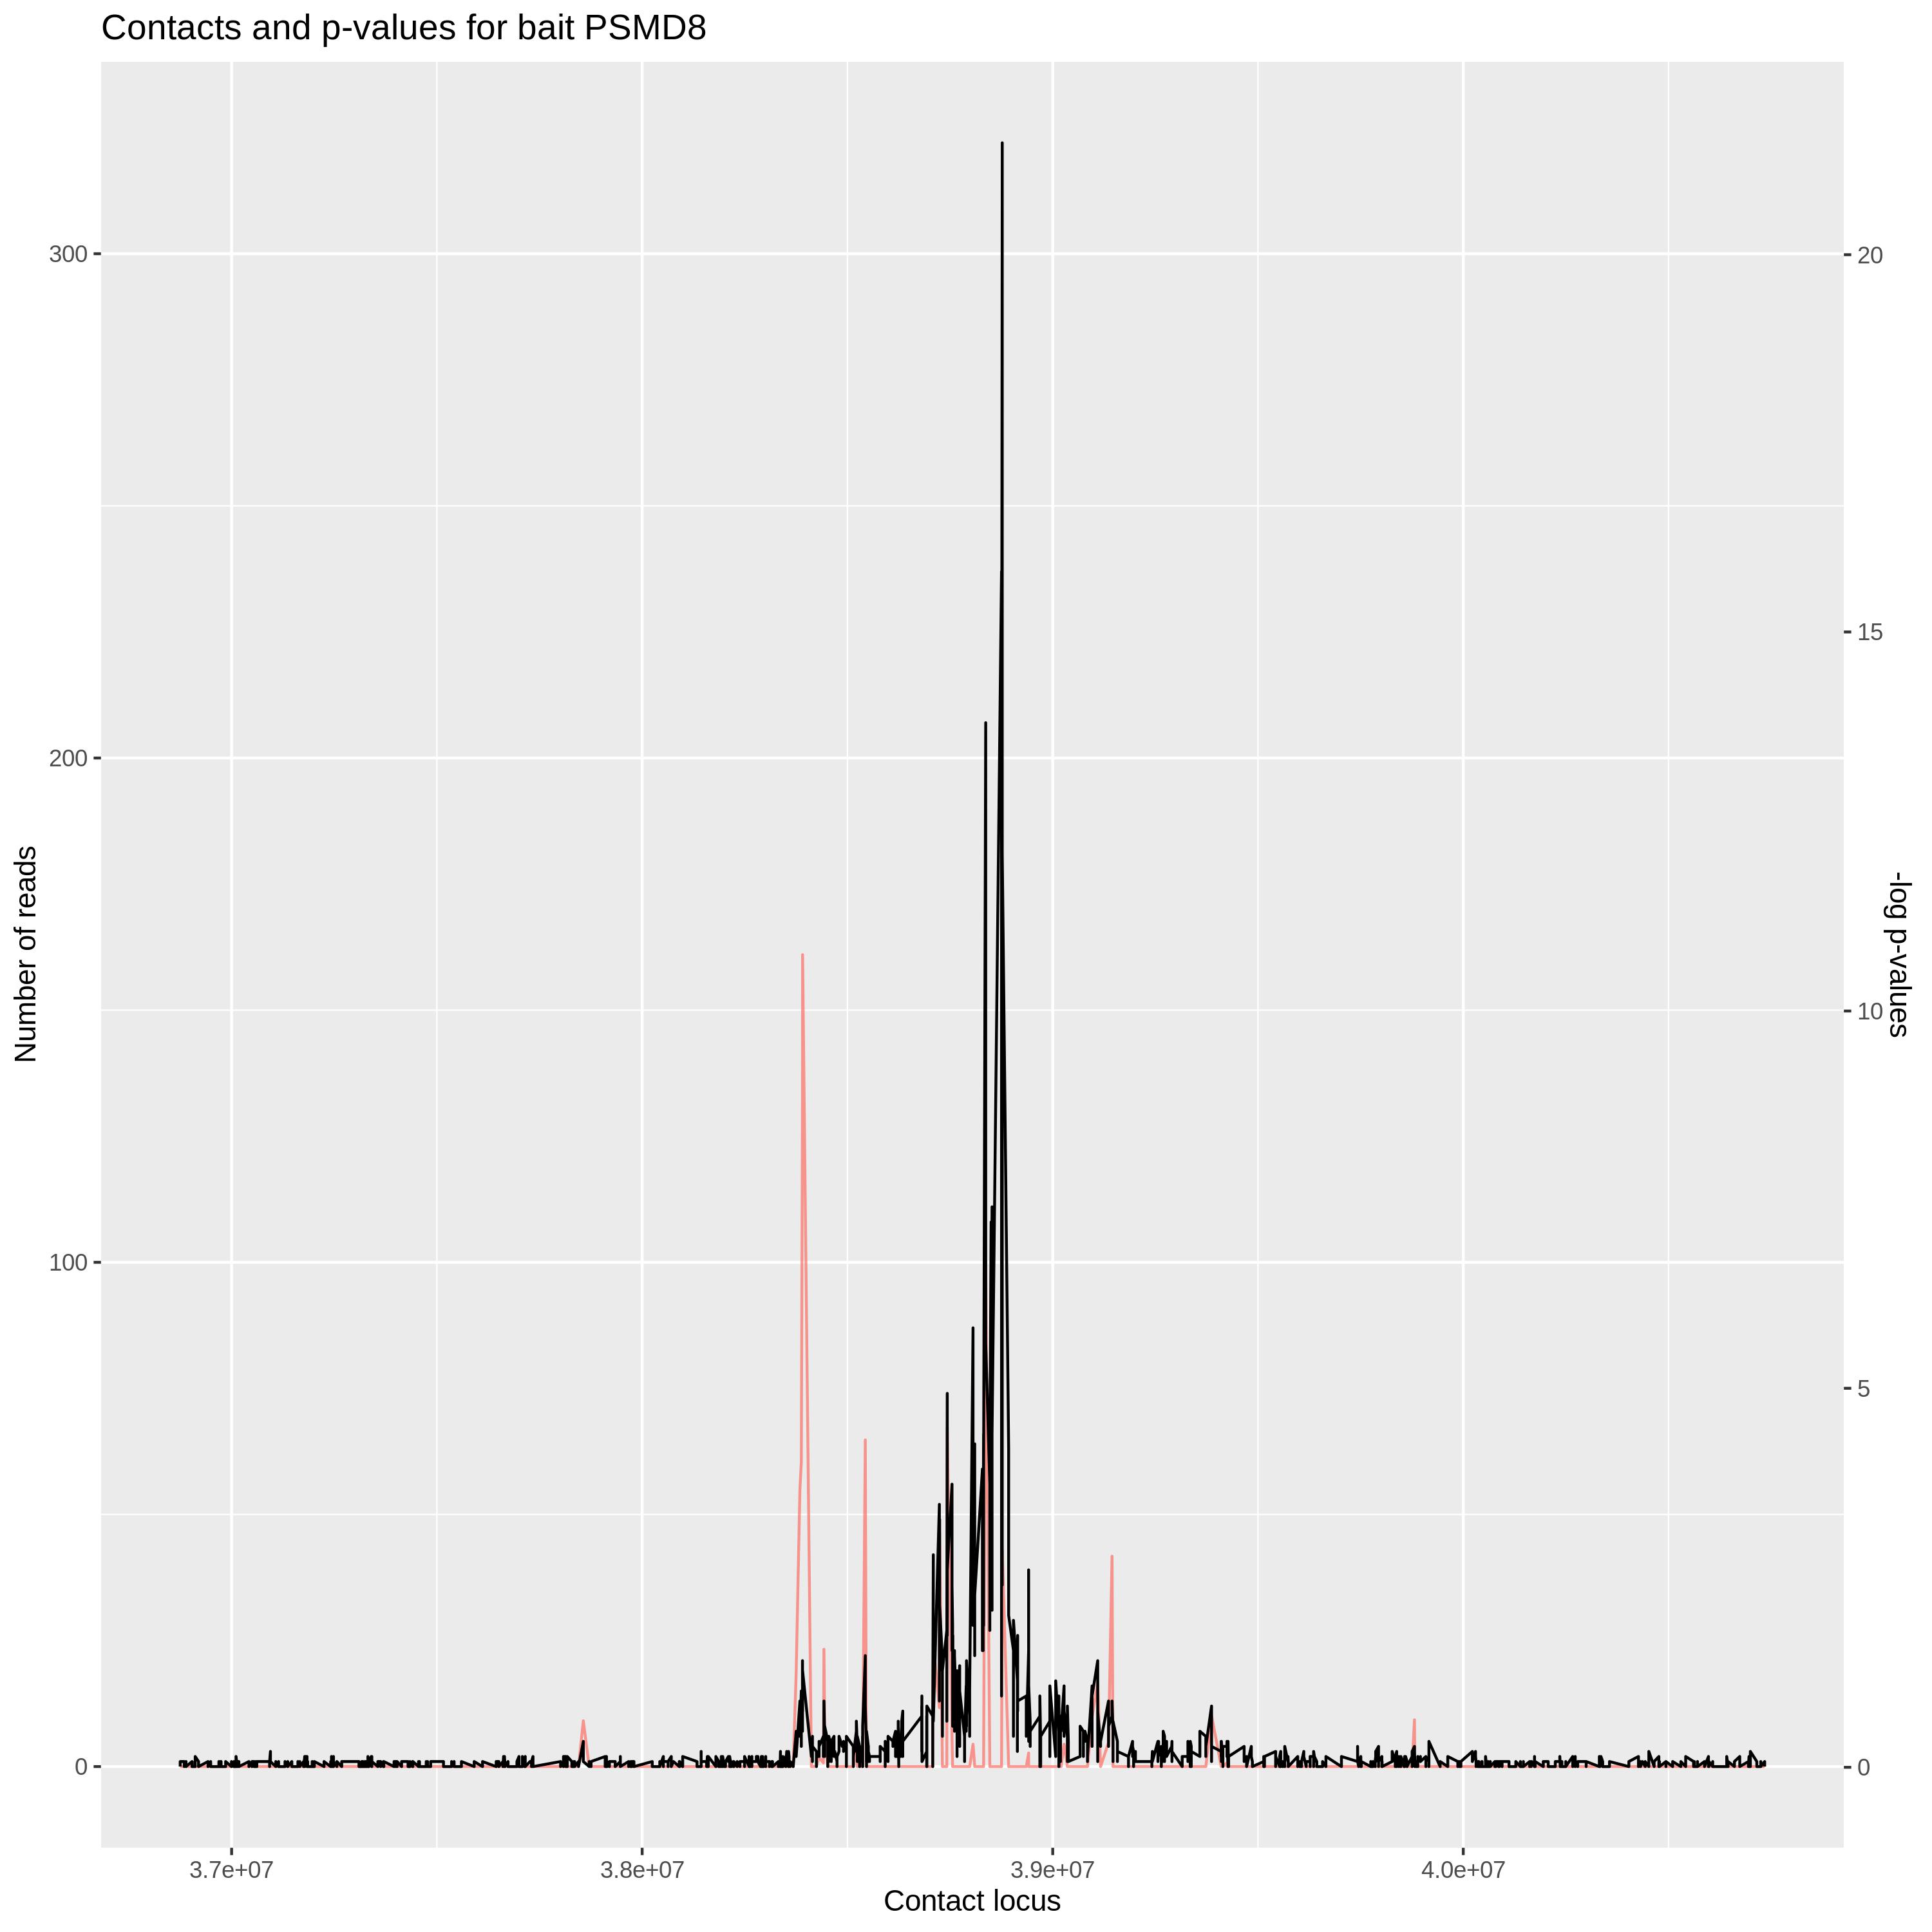 Contacts and p-values for bait PSMD8
300
200
100
0
Number of reads
20
15
10
5
0
-log p-values
3.7e+07
3.8e+07
3.9e+07
4.0e+07
Contact locus